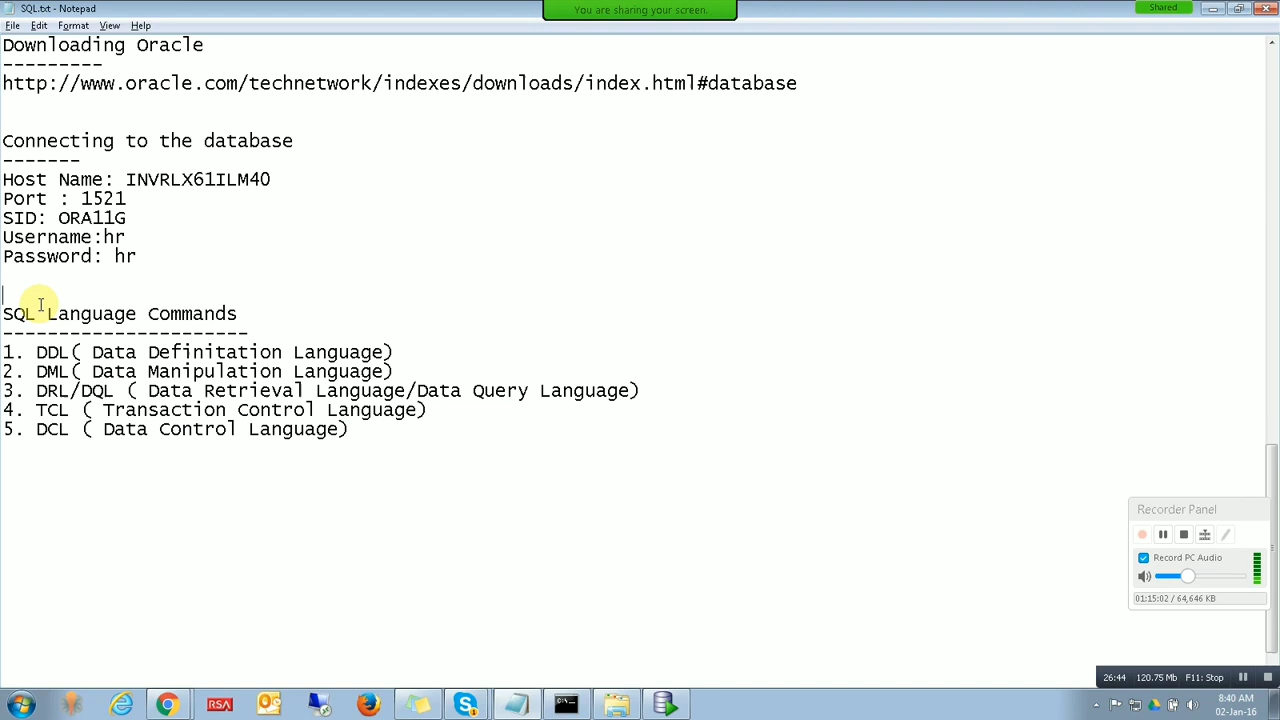 SQL.txt - Notepad
You are sharing your screen.
Shared
File Edit Format View Help
Downloading Oracle
---------
http://www.oracle.com/technetwork/indexes/downloads/index.html#database
Connecting to the database
-------
Host Name: INVRLX61ILM40
Port : 1521
SID: ORA11G
Username:hr
Password: hr
SQL Language Commands
----------------------
1. DDL( Data Definitation Language)
2. DML( Data Manipulation Language)
3. DRL/DQL ( Data Retrieval Language/Data Query Language)
4. TCL ( Transaction Control Language)
5. DCL ( Data Control Language)
Recorder Panel
Record PC Audio
01:15:02 / 64,646 KB
26:44 120.75 Mb F11: Stop
RSA
8:40 AM
02-Jan-16